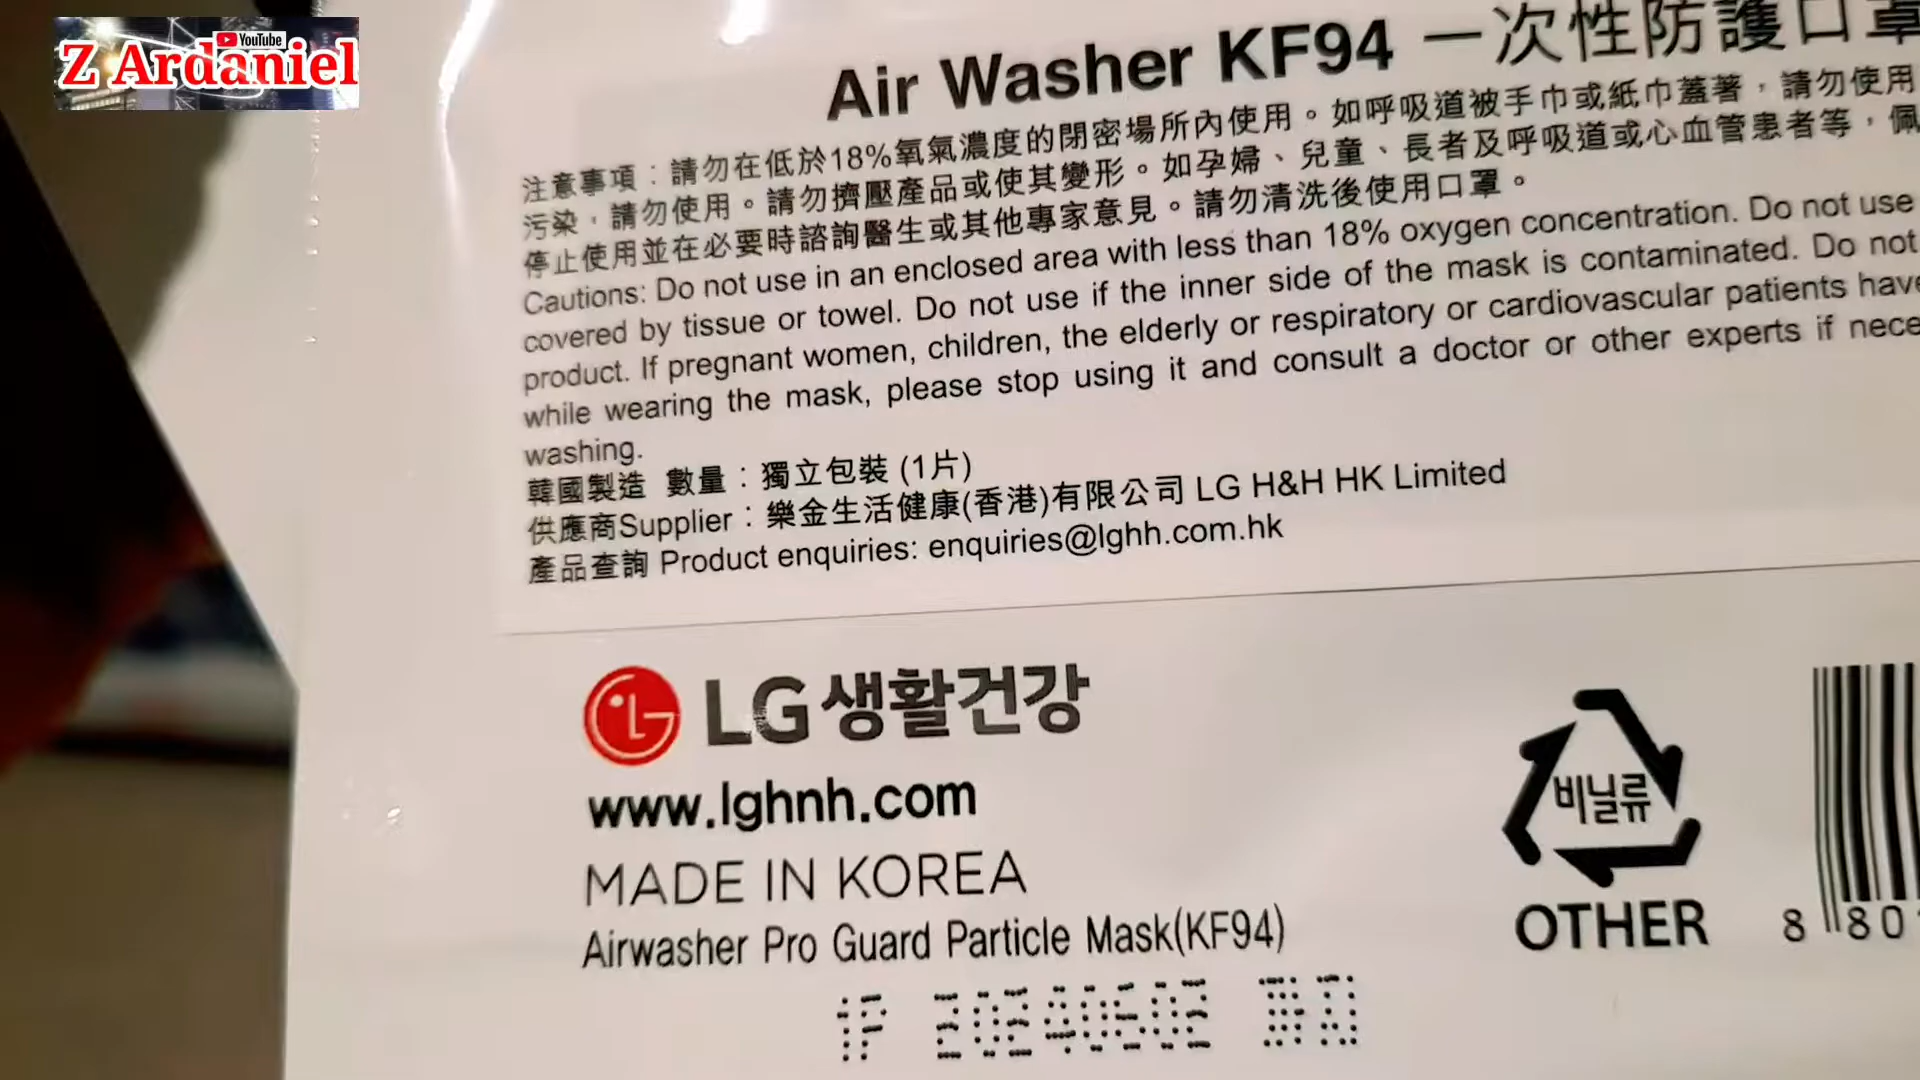 YouTube
Z Ardaniel
Air Washer KF94 一次性防護口罩
注意事項：請勿在低於18%氧氣濃度的閉密場所內使用。如呼吸道被手巾或紙巾蓋著，請勿使用
污染，請勿使用。請勿擠壓產品或使其變形。如孕婦、兒童、長者及呼吸道或心血管患者等，佩
停止使用並在必要時諮詢醫生或其他專家意見。請勿清洗後使用口罩。
Cautions: Do not use in an enclosed area with less than 18% oxygen concentration. Do not use
covered by tissue or towel. Do not use if the inner side of the mask is contaminated. Do not
product. If pregnant women, children, the elderly or respiratory or cardiovascular patients have
while wearing the mask, please stop using it and consult a doctor or other experts if nece
washing.
韓國製造 數量：獨立包裝 (1片)
供應商Supplier：樂金生活健康(香港)有限公司 LG H&H HK Limited
產品查詢 Product enquiries: enquiries@lghh.com.hk
LG 생활건강
www.lghnh.com
MADE IN KOREA
Airwasher Pro Guard Particle Mask(KF94)
비닐류
OTHER
8 80
1P 20240602 까지